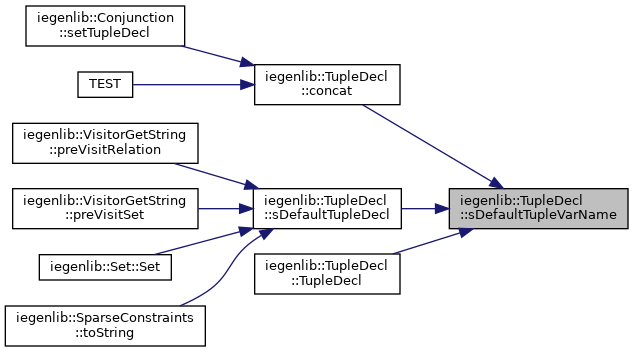 iegenlib::Conjunction
::setTupleDecl
TEST
iegenlib::TupleDecl
::concat
iegenlib::VisitorGetString
::preVisitRelation
iegenlib::VisitorGetString
::preVisitSet
iegenlib::TupleDecl
::sDefaultTupleDecl
iegenlib::TupleDecl
::sDefaultTupleVarName
iegenlib::Set::Set
iegenlib::TupleDecl
::TupleDecl
iegenlib::SparseConstraints
::toString